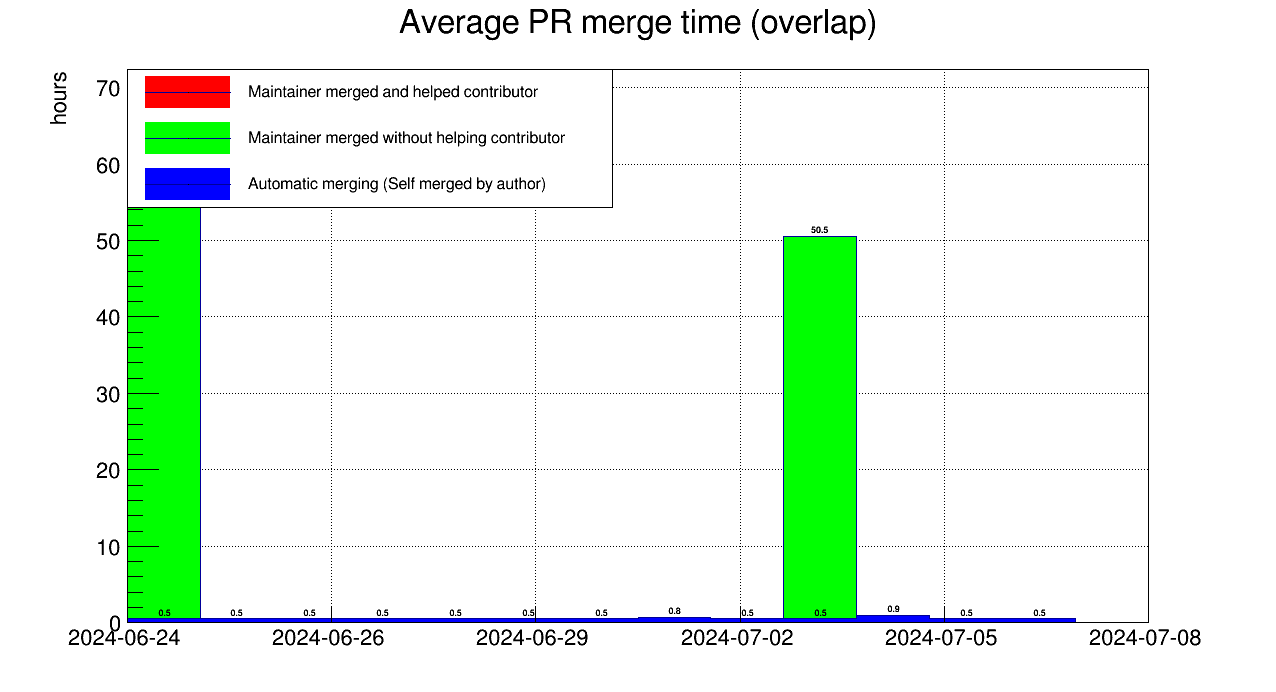 Average PR merge time (overlap)
hours
70
60
50
40
30
20
10
0
Maintainer merged and helped contributor
Maintainer merged without helping contributor
Automatic merging (Self merged by author)
50.5
0.5 0.5 0.5 0.5 0.5 0.5 0.5 0.8 0.5 0.5 0.9 0.5 0.5
2024-06-24 2024-06-26 2024-06-29 2024-07-02 2024-07-05 2024-07-08